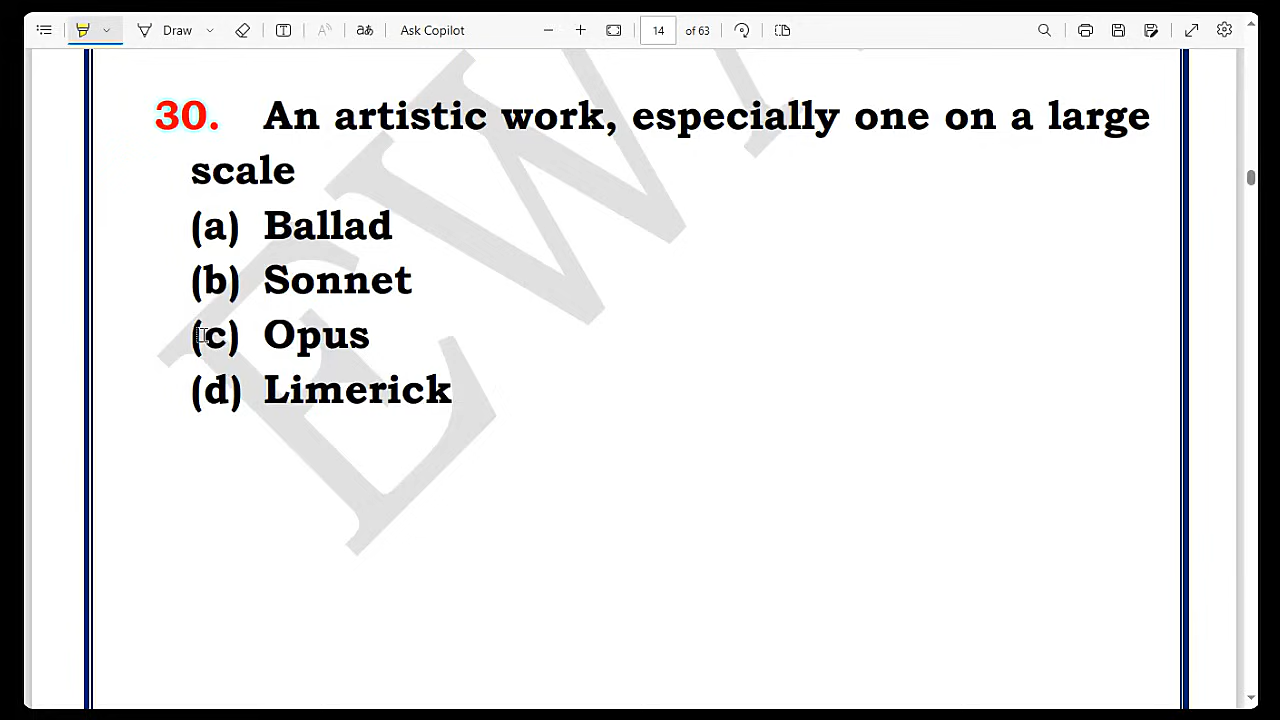 Draw
Ask Copilot
14 of 63
30. An artistic work, especially one on a large
scale
(a) Ballad
(b) Sonnet
(c) Opus
(d) Limerick